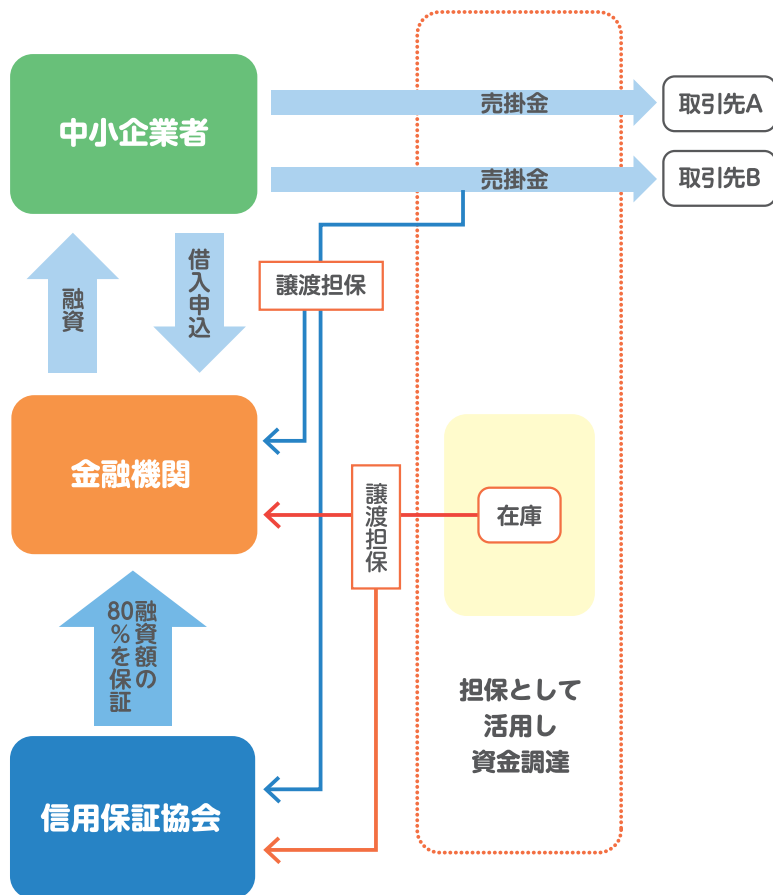 中小企業者
売掛金
取引先A
売掛金
取引先B
融資
借入申込
譲渡担保
金融機関
譲渡担保
在庫
融資額の
80%を保証
担保として
活用し
資金調達
信用保証協会